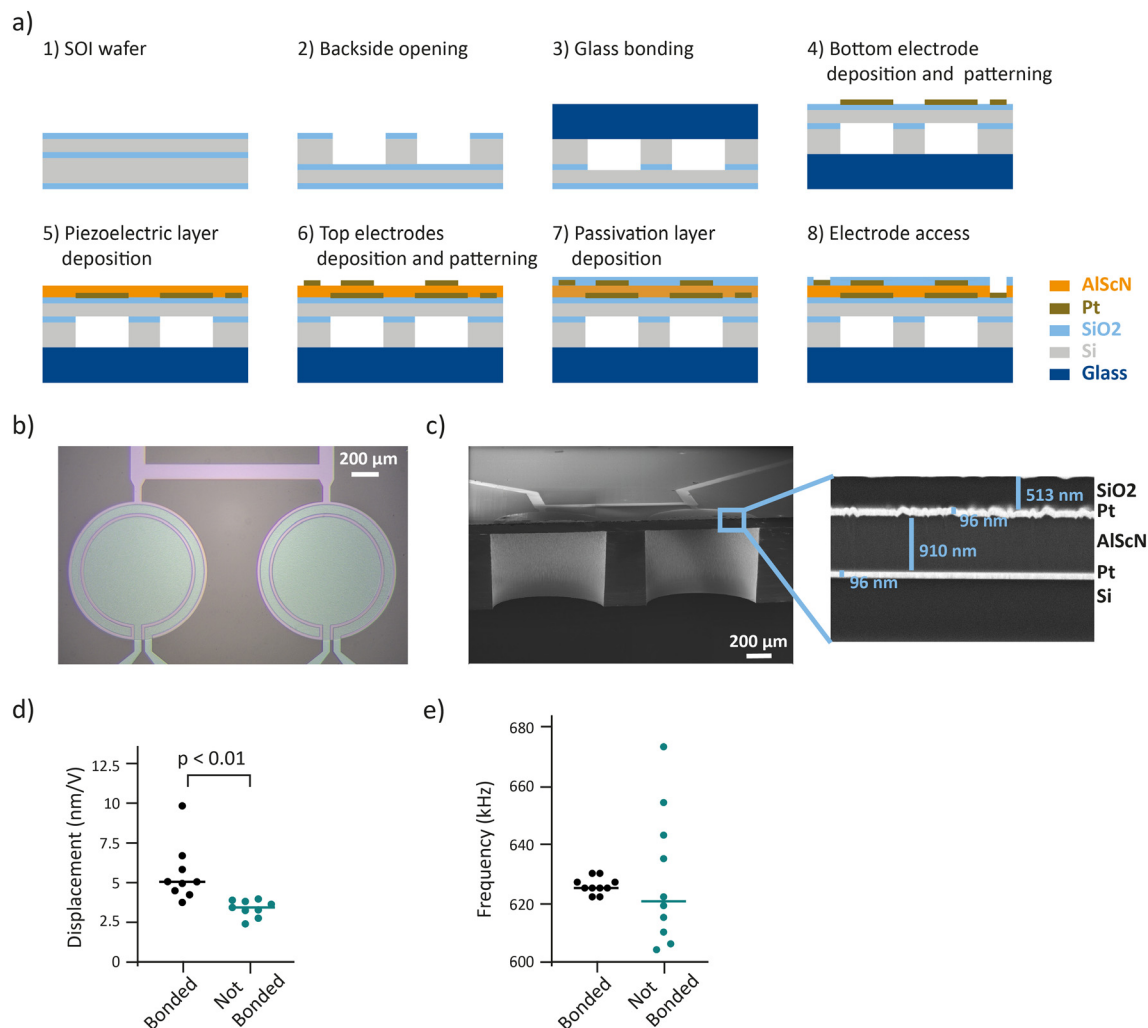 a)
1) SOI wafer
2) Backside opening
3) Glass bonding
4) Bottom electrode
deposition and patterning
5) Piezoelectric layer
deposition
6) Top electrodes
deposition and patterning
7) Passivation layer
deposition
8) Electrode access
AlScN
Pt
SiO2
Si
Glass
b)
200 µm
c)
200 µm
513 nm
96 nm
910 nm
96 nm
SiO2
Pt
AlScN
Pt
Si
d)
Displacement (nm/V)
12.5
10
7.5
5
2.5
0
p < 0.01
Bonded
Not
Bonded
e)
Frequency (kHz)
680
660
640
620
600
Bonded
Not
Bonded